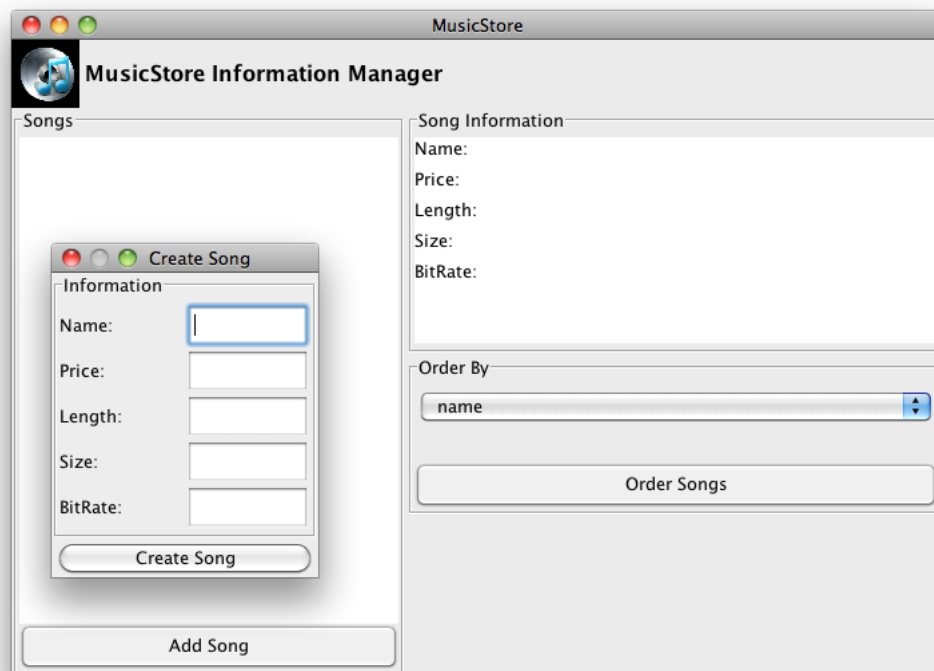 MusicStore
MusicStore Information Manager
Songs
Create Song
Information
Name:
Price:
Length:
Size:
BitRate:
Create Song
Add Song
Song Information
Name:
Price:
Length:
Size:
BitRate:
Order By
name
Order Songs